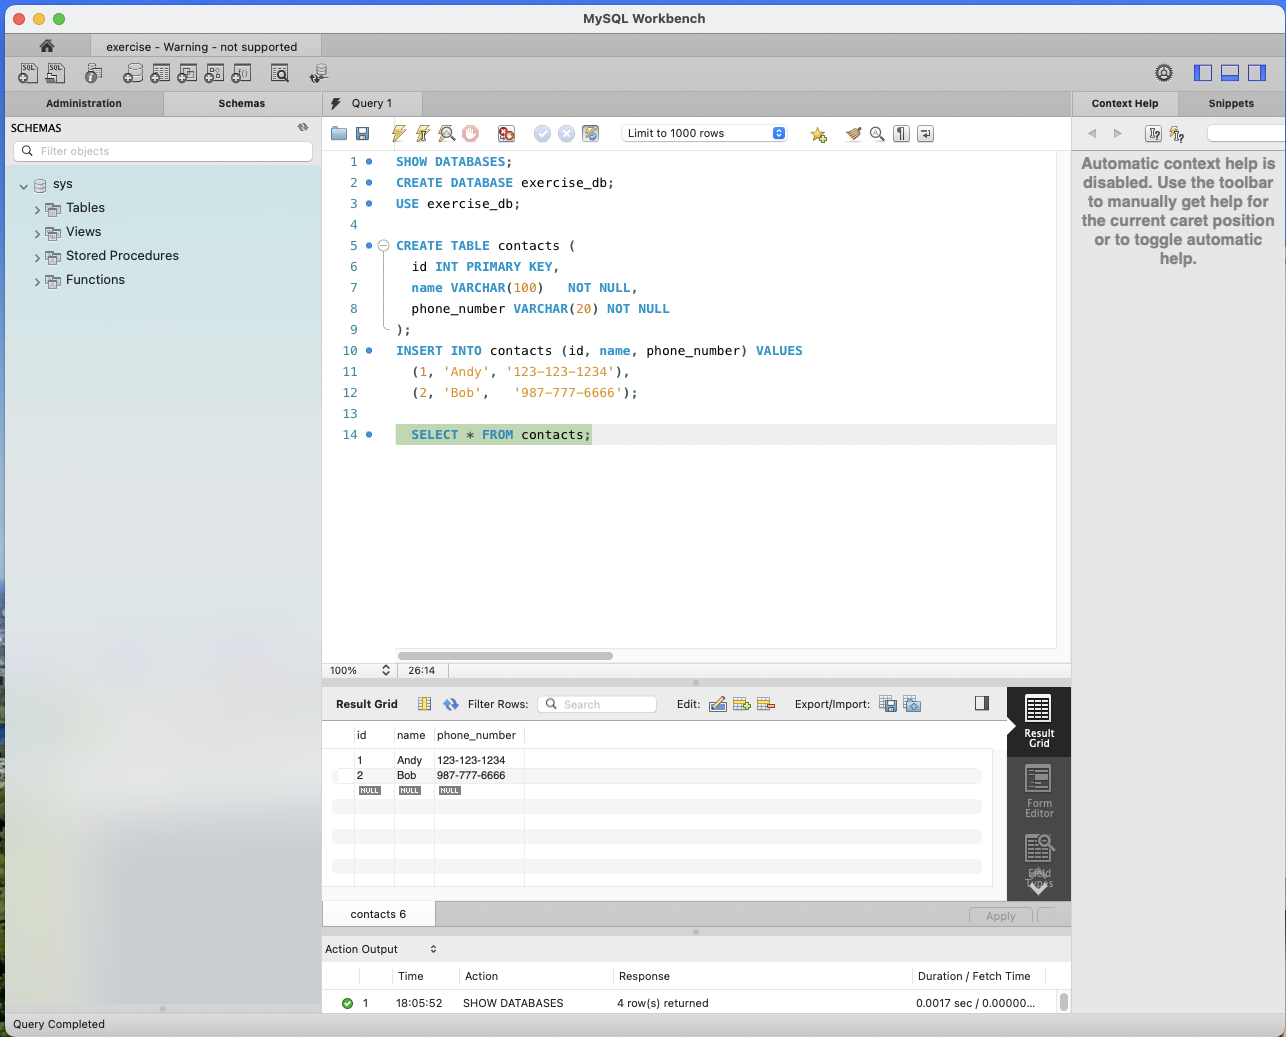 MySQL Workbench
exercise - Warning - not supported
Administration
Schemas
Query 1
Context Help
Snippets
SCHEMAS
Filter objects
sys
Tables
Views
Stored Procedures
Functions
Limit to 1000 rows
1 SHOW DATABASES;
2 CREATE DATABASE exercise_db;
3 USE exercise_db;
4
5 CREATE TABLE contacts (
6 id INT PRIMARY KEY,
7 name VARCHAR(100)   NOT NULL,
8 phone_number VARCHAR(20) NOT NULL
9 );
10 INSERT INTO contacts (id, name, phone_number) VALUES
11 (1, 'Andy', '123-123-1234'),
12 (2, 'Bob',   '987-777-6666');
13
14 SELECT * FROM contacts;
Automatic context help is
disabled. Use the toolbar
to manually get help for
the current caret position
or to toggle automatic
help.
100% 26:14
Result Grid Filter Rows: Search Edit: Export/Import:
id name phone_number
1 Andy 123-123-1234
2 Bob 987-777-6666
NULL NULL NULL
Result
Grid
Form
Editor
Field
Types
contacts 6
Apply
Action Output
Time Action Response Duration / Fetch Time
1 18:05:52 SHOW DATABASES 4 row(s) returned 0.0017 sec / 0.00000...
Query Completed